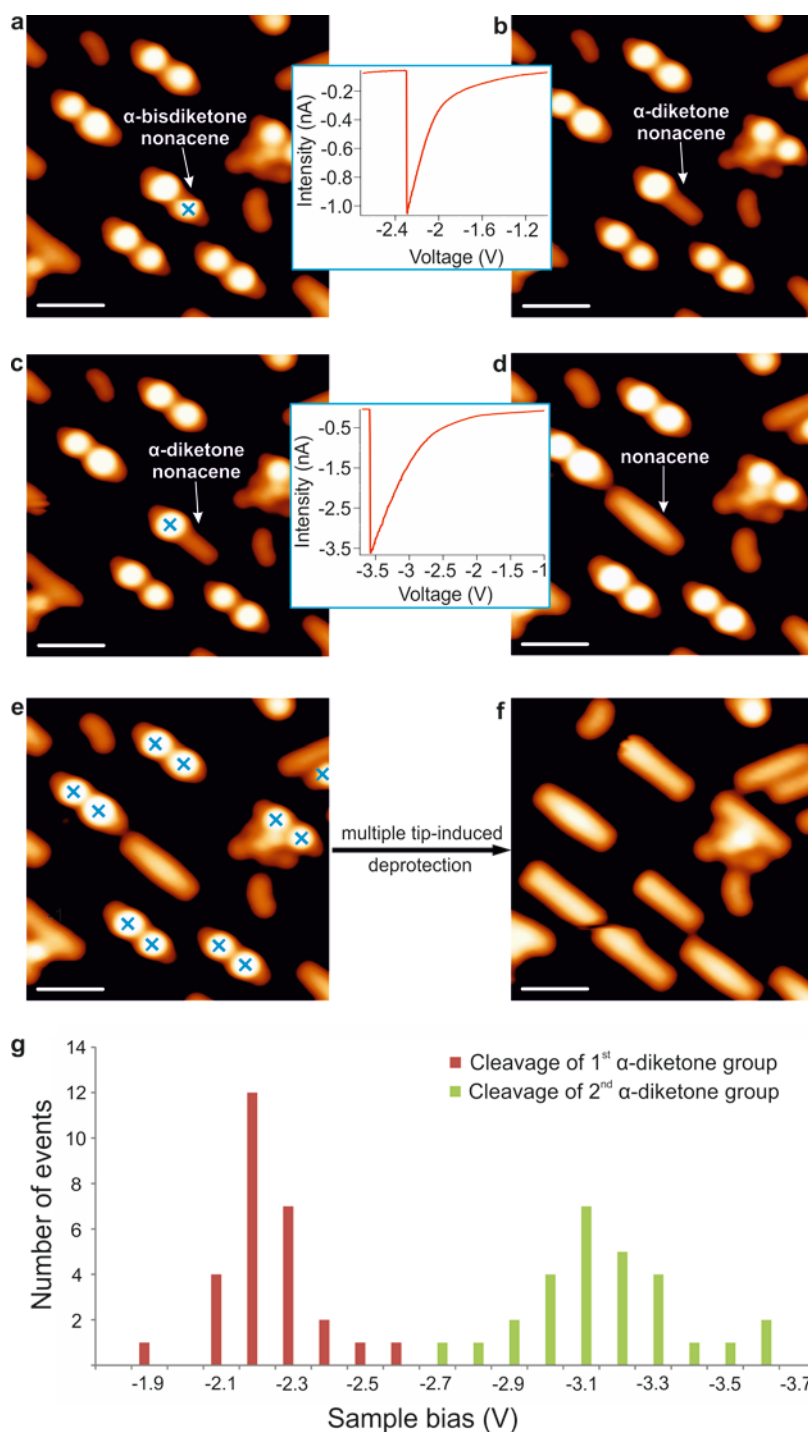 a
b
α-bisdiketone
nonacene
Intensity (nA)
-0.2
-0.4
-0.6
-0.8
-1.0
-2.4 -2 -1.6 -1.2
Voltage (V)
α-diketone
nonacene
c
d
α-diketone
nonacene
Intensity (nA)
-0.5
-1.5
-2.5
-3.5
-3.5 -3 -2.5 -2 -1.5 -1
Voltage (V)
nonacene
e
f
multiple tip-induced
deprotection
g
Number of events
14
12
10
8
6
4
2
Cleavage of 1st α-diketone group
Cleavage of 2nd α-diketone group
-1.9 -2.1 -2.3 -2.5 -2.7 -2.9 -3.1 -3.3 -3.5 -3.7
Sample bias (V)